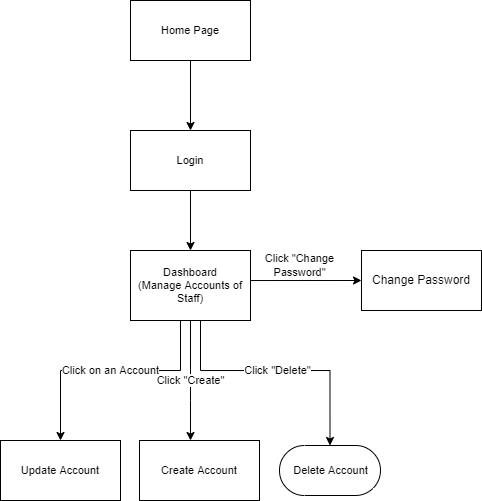 Home Page
Login
Dashboard
(Manage Accounts of
Staff)
Click "Change
Password"
Change Password
Click on an Account
Click "Create"
Click "Delete"
Update Account
Create Account
Delete Account